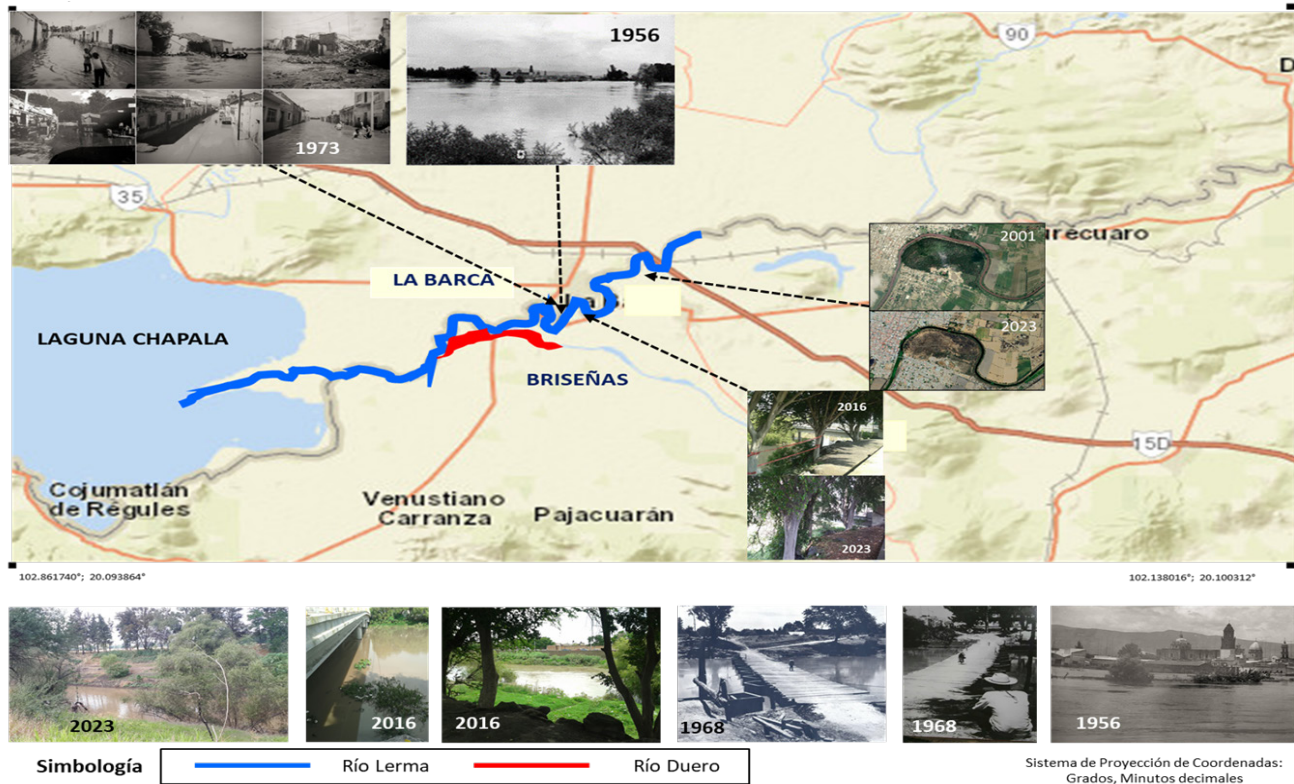 1956
90
1973
35
2001
urécuaro
LA BARCA
2023
LAGUNA CHAPALA
BRISEÑAS
2016
15D
Cojumatlán
de Régules
Venustiano
Carranza
Pajacuarán
2023
102.861740°; 20.093864°
102.138016°; 20.100312°
2023
2016
2016
1968
1968
1956
Simbología
Río Lerma
Río Duero
Sistema de Proyección de Coordenadas:
Grados, Minutos decimales